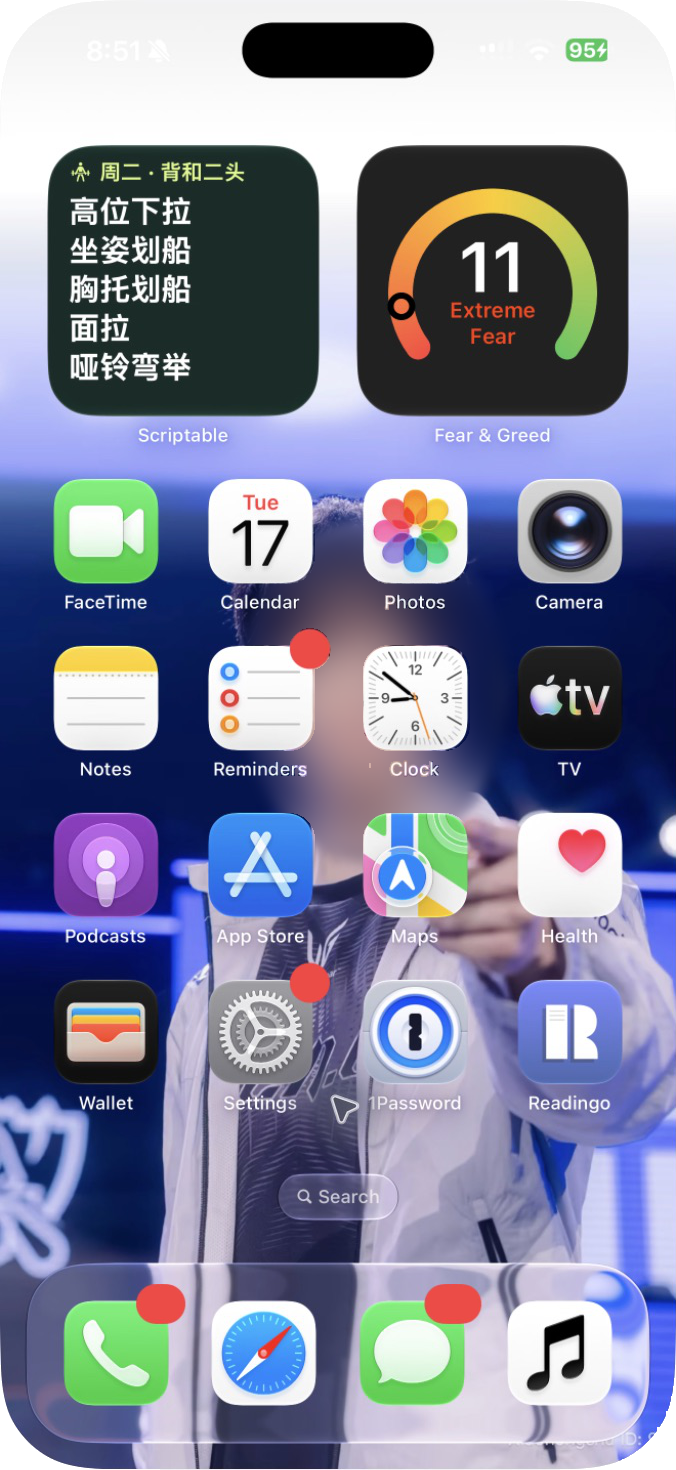 8:51
95
周二 · 背和二头
高位下拉
坐姿划船
胸托划船
面拉
哑铃弯举
Scriptable
11
Extreme
Fear
Fear & Greed
FaceTime
Tue
17
Calendar
Photos
Camera
Notes
Reminders
12
9
3
6
Clock
tv
TV
Podcasts
App Store
Maps
Health
Wallet
Settings
1Password
R
Readingo
Search
ID: